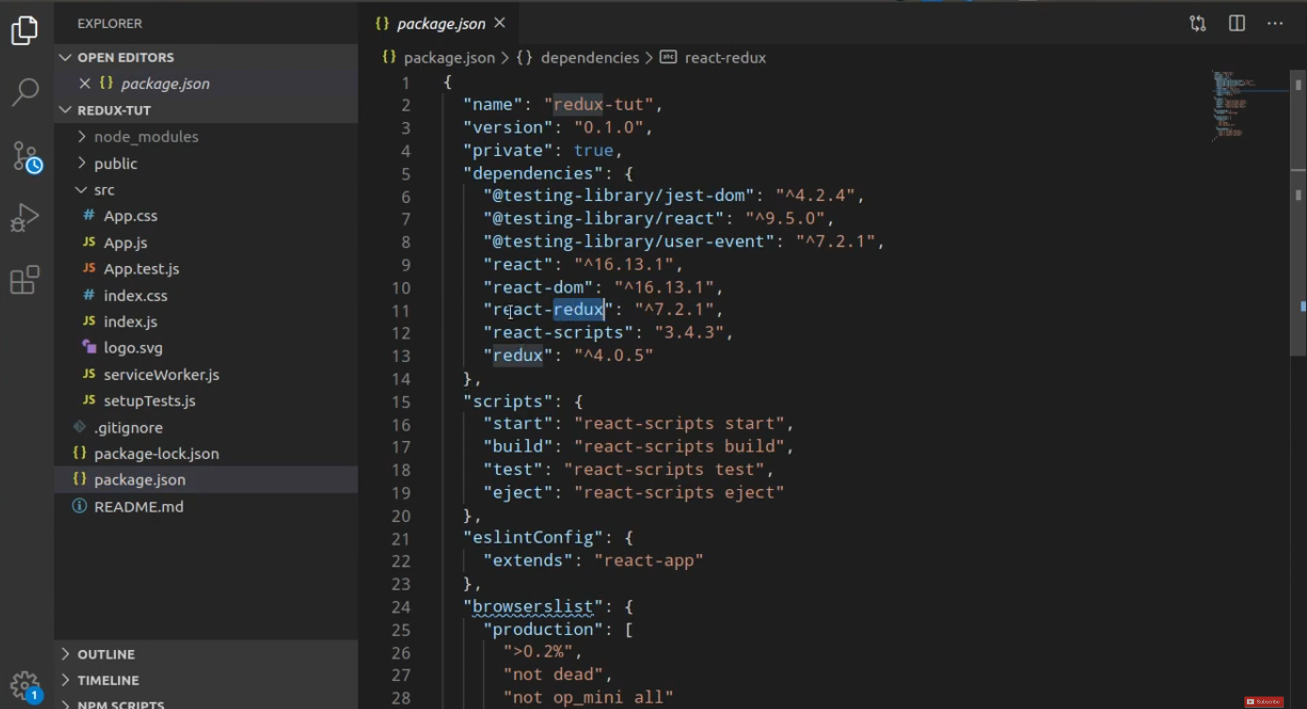 EXPLORER
OPEN EDITORS
{} package.json
REDUX-TUT
node_modules
public
src
# App.css
JS App.js
JS App.test.js
# index.css
JS index.js
logo.svg
JS serviceWorker.js
JS setupTests.js
.gitignore
{} package-lock.json
{} package.json
README.md
OUTLINE
TIMELINE
NPM SCRIPTS
1
{} package.json
{} package.json > {} dependencies > abc react-redux
1 {
2 "name": "redux-tut",
3 "version": "0.1.0",
4 "private": true,
5 "dependencies": {
6 "@testing-library/jest-dom": "^4.2.4",
7 "@testing-library/react": "^9.5.0",
8 "@testing-library/user-event": "^7.2.1",
9 "react": "^16.13.1",
10 "react-dom": "^16.13.1",
11 "react-redux": "^7.2.1",
12 "react-scripts": "3.4.3",
13 "redux": "^4.0.5"
14 },
15 "scripts": {
16 "start": "react-scripts start",
17 "build": "react-scripts build",
18 "test": "react-scripts test",
19 "eject": "react-scripts eject"
20 },
21 "eslintConfig": {
22 "extends": "react-app"
23 },
24 "browserslist": {
25 "production": [
26 ">0.2%",
27 "not dead",
28 "not op_mini all"
Subscribe